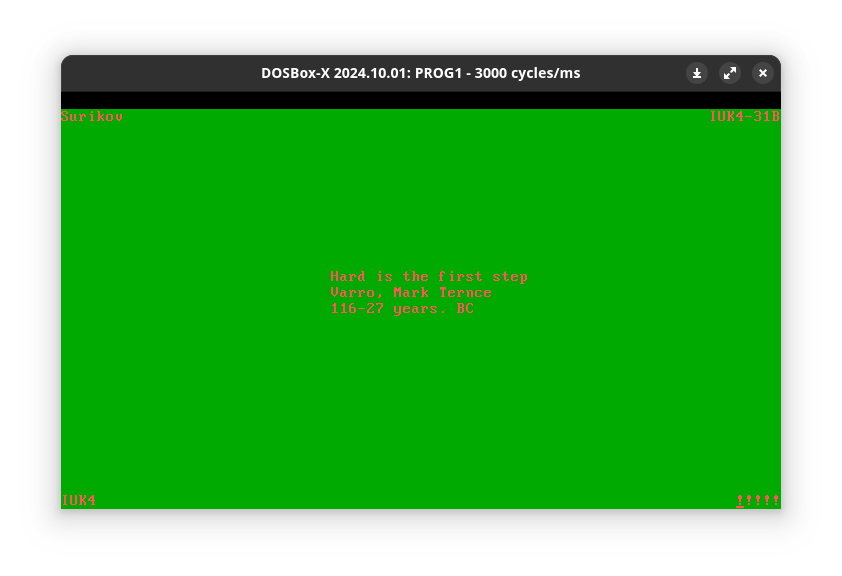 DOSBox-X 2024.10.01: PROG1 - 3000 cycles/ms
Surikov IUK4-31B
Hard is the first step
Varro, Mark Ternce
116-27 years. BC
IUK4 !!!!!